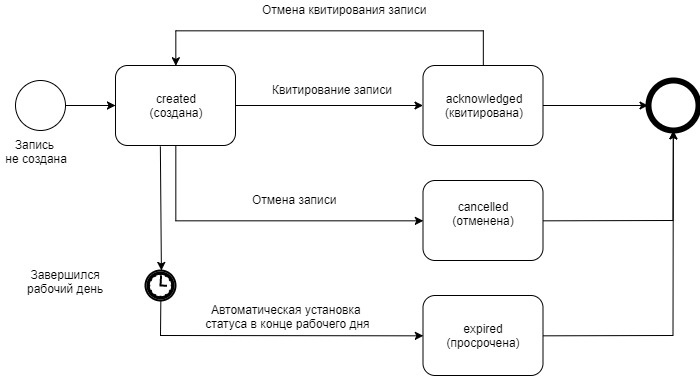 Отмена квитирования записи
created
(создана)
Квитирование записи
acknowledged
(квитирована)
Запись
не создана
Отмена записи
cancelled
(отменена)
Завершился
рабочий день
Автоматическая установка
статуса в конце рабочего дня
expired
(просрочена)